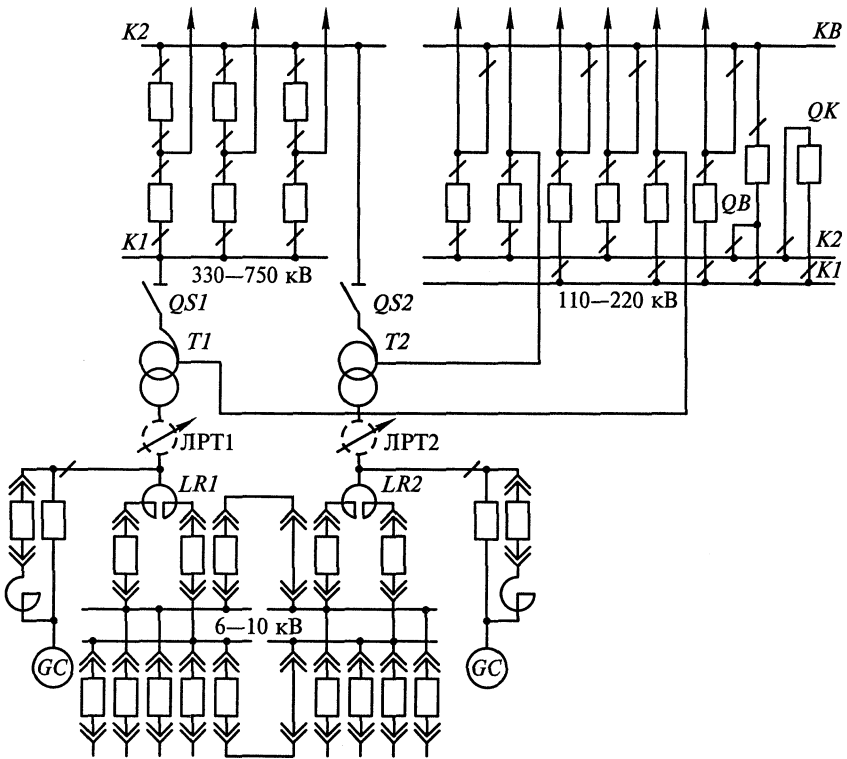 K2
KB
QK
QB
K1
K2
330—750 кВ
K1
QS1
QS2
110—220 кВ
T1
T2
ЛРТ1
ЛРТ2
LR1
LR2
6—10 кВ
GC
GC